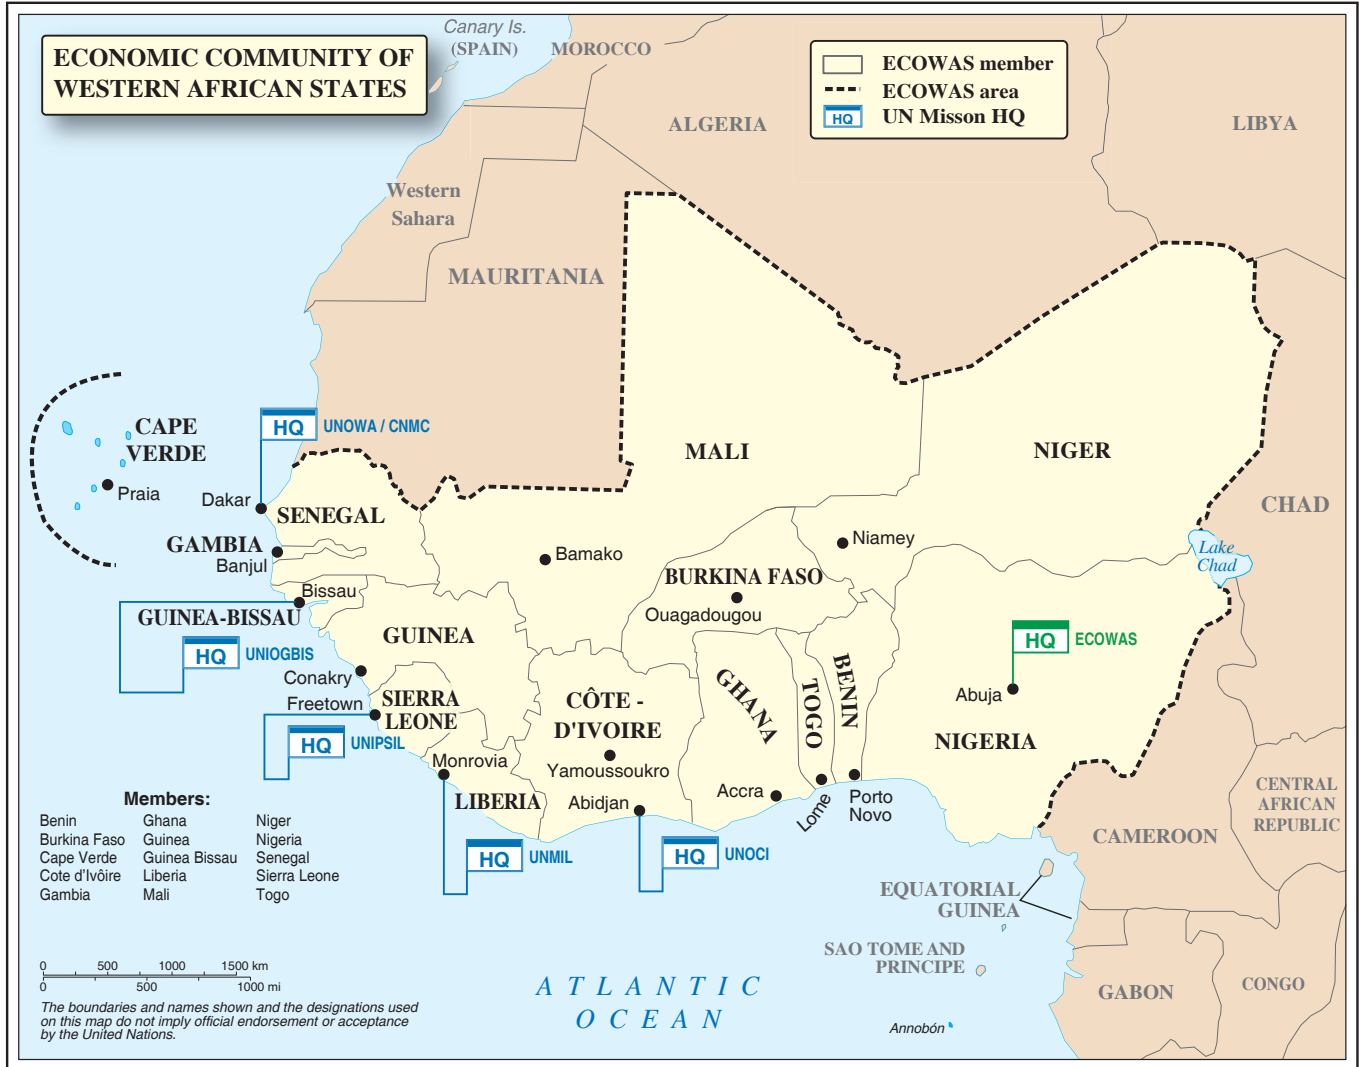 ECONOMIC COMMUNITY OF
WESTERN AFRICAN STATES
Canary Is.
(SPAIN)
MOROCCO
ECOWAS member
ECOWAS area
HQ UN Misson HQ
ALGERIA
LIBYA
Western
Sahara
MAURITANIA
CAPE
VERDE
Praia
HQ UNOWA / CNMC
Dakar
SENEGAL
GAMBIA
Banjul
MALI
Bamako
NIGER
Niamey
CHAD
Lake
Chad
BURKINA FASO
Ouagadougou
Bissau
GUINEA-BISSAU
HQ UNIOGBIS
GUINEA
Conakry
Freetown
SIERRA
LEONE
HQ UNIPSIL
CÔTE -
D'IVOIRE
Yamoussoukro
Abidjan
GHANA
Accra
TOGO
Lome
BENIN
Porto
Novo
HQ ECOWAS
Abuja
NIGERIA
Monrovia
LIBERIA
HQ UNMIL
HQ UNOCI
CENTRAL
AFRICAN
REPUBLIC
CAMEROON
EQUATORIAL
GUINEA
SAO TOME AND
PRINCIPE
GABON
CONGO
Annobón
Members:
Benin Ghana Niger
Burkina Faso Guinea Nigeria
Cape Verde Guinea Bissau Senegal
Cote d'Ivôire Liberia Sierra Leone
Gambia Mali Togo
0 500 1000 1500 km
0 500 1000 mi
The boundaries and names shown and the designations used
on this map do not imply official endorsement or acceptance
by the United Nations.
ATLANTIC
OCEAN